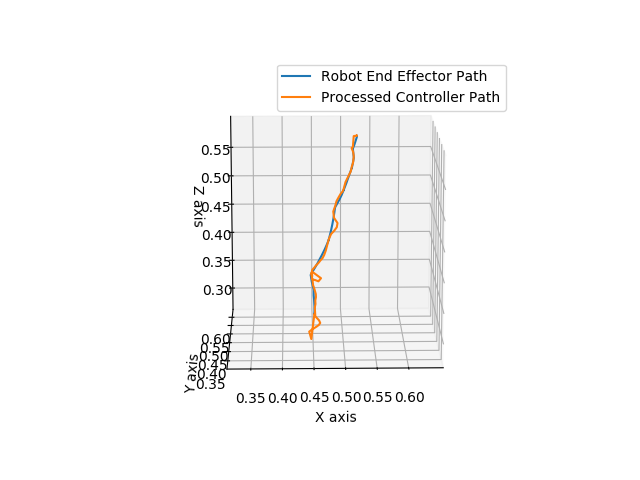 Robot End Effector Path
Processed Controller Path
0.55
0.50
0.45
0.40
0.35
0.30
Z axis
0.60
0.55
0.50
0.45
0.40
0.35
Y axis
0.35 0.40 0.45 0.50 0.55 0.60
X axis